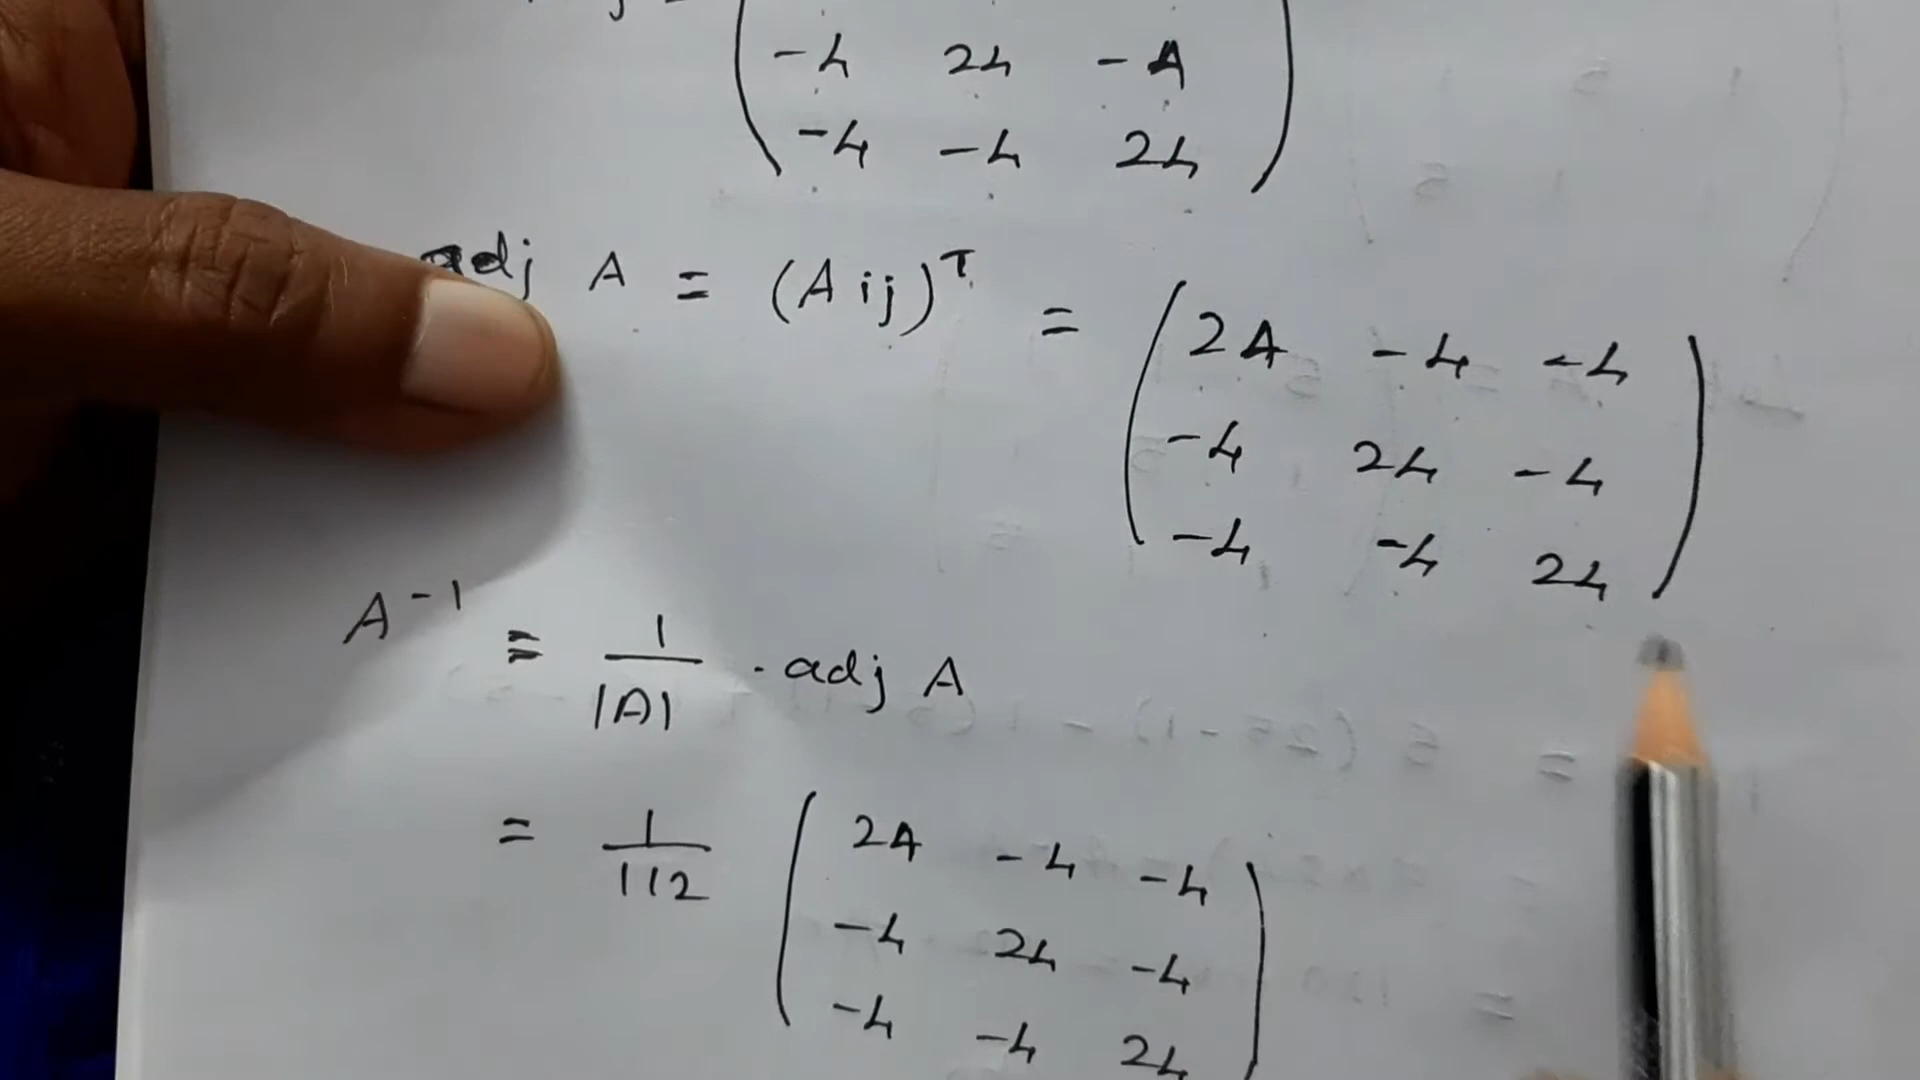 -4 24 -4
-4 -4 24
adj A = (Aij)ᵀ = (24 -4 -4
-4 24 -4
-4 -4 24)
A⁻¹ = 1/|A| . adj A
= 1/112 (24 -4 -4
-4 24 -4
-4 -4 24)